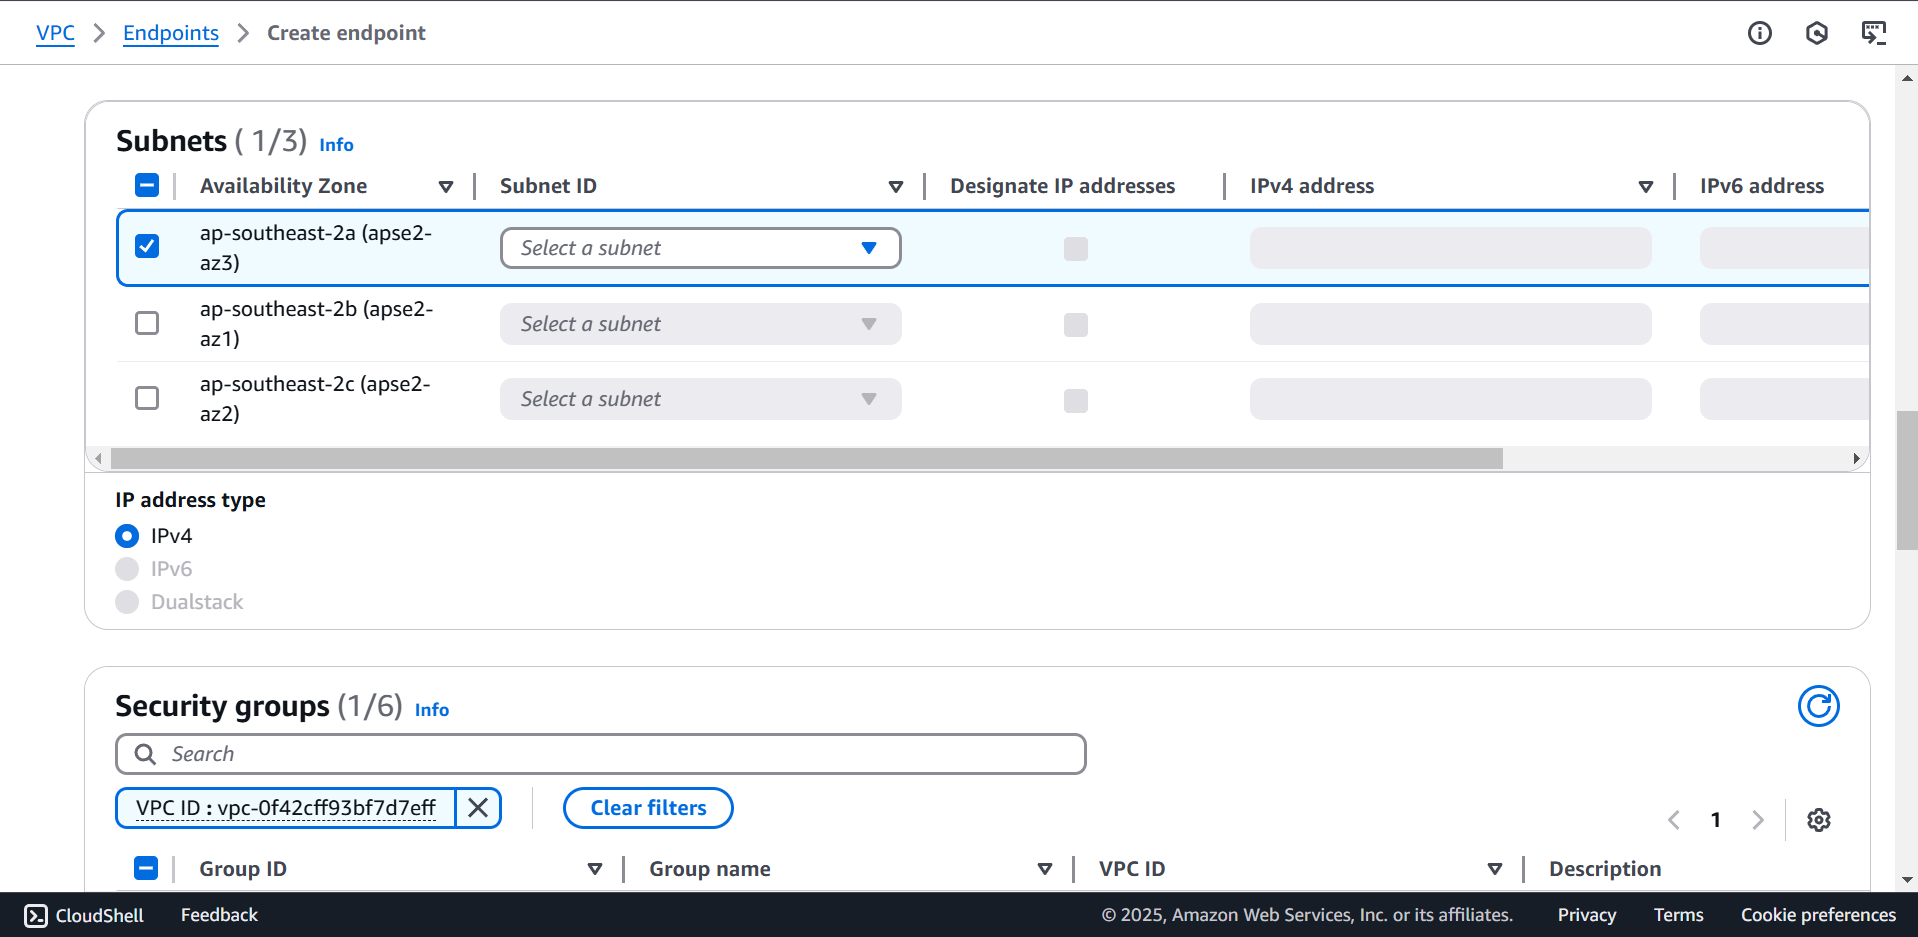 VPC > Endpoints > Create endpoint
Subnets ( 1/3) Info
Availability Zone Subnet ID Designate IP addresses IPv4 address IPv6 address
ap-southeast-2a (apse2-
az3)
Select a subnet
ap-southeast-2b (apse2-
az1)
Select a subnet
ap-southeast-2c (apse2-
az2)
Select a subnet
IP address type
IPv4
IPv6
Dualstack
Security groups (1/6) Info
Search
VPC ID : vpc-0f42cff93bf7d7eff
Clear filters
1
Group ID Group name VPC ID Description
CloudShell Feedback © 2025, Amazon Web Services, Inc. or its affiliates. Privacy Terms Cookie preferences